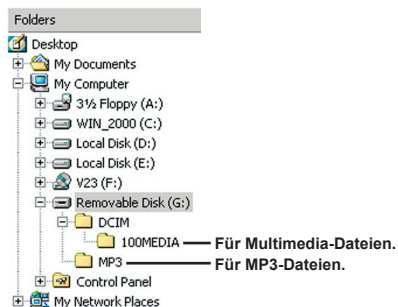 Folders
Desktop
My Documents
My Computer
3½ Floppy (A:)
WIN_2000 (C:)
Local Disk (D:)
Local Disk (E:)
V23 (F:)
Removable Disk (G:)
DCIM
100MEDIA Für Multimedia-Dateien.
MP3 Für MP3-Dateien.
Control Panel
My Network Places